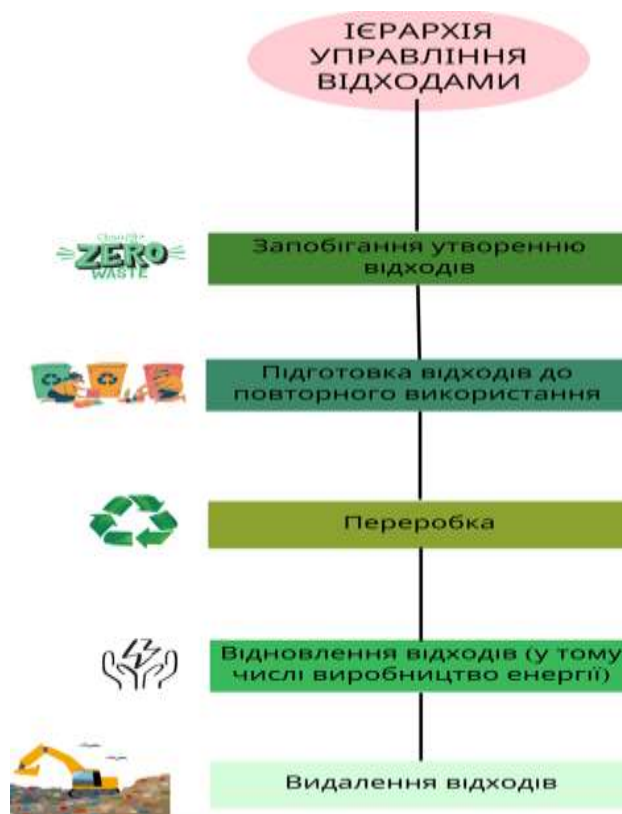 ІЄРАРХІЯ
УПРАВЛІННЯ
ВІДХОДАМИ
ZERO
WASTE
Запобігання утворенню
відходів
Підготовка відходів до
повторного використання
Переробка
Відновлення відходів (у тому
числі виробництво енергії)
Видалення відходів